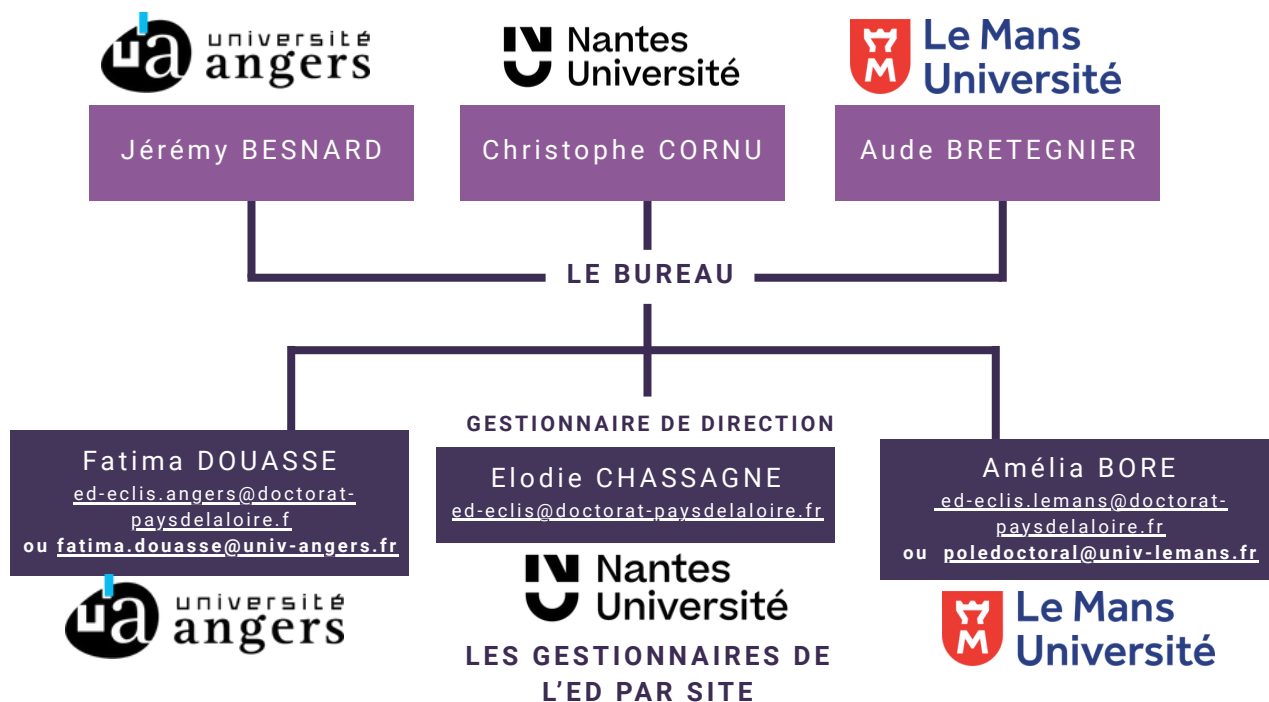 université
angers
Nantes
Université
Le Mans
Université
Jérémy BESNARD
Christophe CORNU
Aude BRETEGNIER
LE BUREAU
GESTIONNAIRE DE DIRECTION
Fatima DOUASSE
ed-eclis.angers@doctorat-
paysdelaloire.f
ou fatima.douasse@univ-angers.fr
Elodie CHASSAGNE
ed-eclis@doctorat-paysdelaloire.fr
Amélia BORE
ed-eclis.lemans@doctorat-
paysdelaloire.fr
ou poledoctoral@univ-lemans.fr
ua
université
angers
Nantes
Université
Le Mans
Université
LES GESTIONNAIRES DE
L’ED PAR SITE